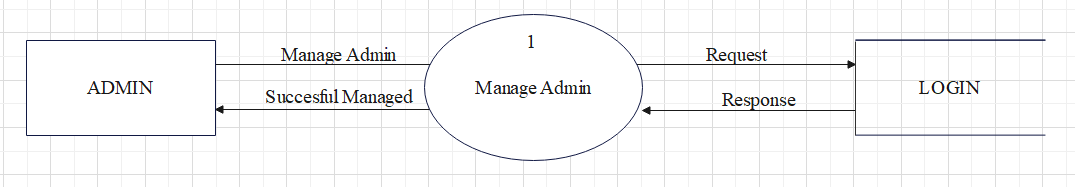 1
Manage Admin
Request
ADMIN
Manage Admin
LOGIN
Succesful Managed
Response